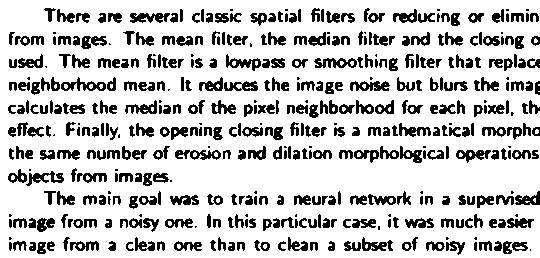 There are several classic spatial filters for reducing or elimin
from images. The mean filter, the median filter and the closing o
used. The mean filter is a lowpass or smoothing filter that replace
neighborhood mean. It reduces the image noise but blurs the imag
calculates the median of the pixel neighborhood for each pixel, th
effect. Finally, the opening closing filter is a mathematical morpho
the same number of erosion and dilation morphological operations
objects from images.
The main goal was to train a neural network in a supervised
image from a noisy one. In this particular case, it was much easier
image from a clean one than to clean a subset of noisy images.